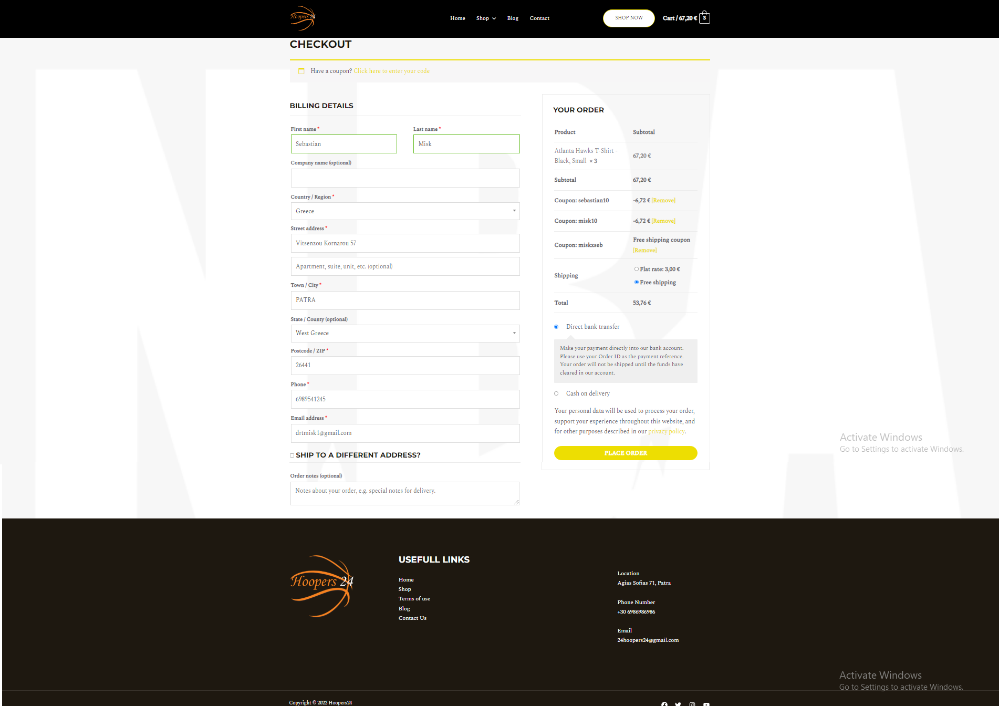 Hoopers 24
Home Shop Blog Contact
SHOP NOW
Cart / 67,20 € 3
CHECKOUT
Have a coupon? Click here to enter your code
BILLING DETAILS
First name *
Last name *
Sebastian
Misk
Company name (optional)
Country / Region *
Greece
Street address *
Vitsenzou Kornarou 57
Apartment, suite, unit, etc. (optional)
Town / City *
PATRA
State / County (optional)
West Greece
Postcode / ZIP *
26441
Phone *
6989541245
Email address *
drtmisk1@gmail.com
SHIP TO A DIFFERENT ADDRESS?
Order notes (optional)
Notes about your order, e.g. special notes for delivery.
YOUR ORDER
Product Subtotal
Atlanta Hawks T-Shirt -
Black, Small × 3
67,20 €
Subtotal 67,20 €
Coupon: sebastian10 -6,72 € [Remove]
Coupon: misk10 -6,72 € [Remove]
Coupon: miskxseb
Free shipping coupon
[Remove]
Shipping
Flat rate: 3,00 €
Free shipping
Total 53,76 €
Direct bank transfer
Make your payment directly into our bank account.
Please use your Order ID as the payment reference.
Your order will not be shipped until the funds have
cleared in our account.
Cash on delivery
Your personal data will be used to process your order,
support your experience throughout this website, and
for other purposes described in our privacy policy.
PLACE ORDER
Activate Windows
Go to Settings to activate Windows.
Hoopers 24
USEFULL LINKS
Home
Shop
Terms of use
Blog
Contact Us
Location
Agias Sofias 71, Patra
Phone Number
+30 6986986986
Email
24hoopers24@gmail.com
Activate Windows
Go to Settings to activate Windows.
Copyright © 2022 Hoopers24